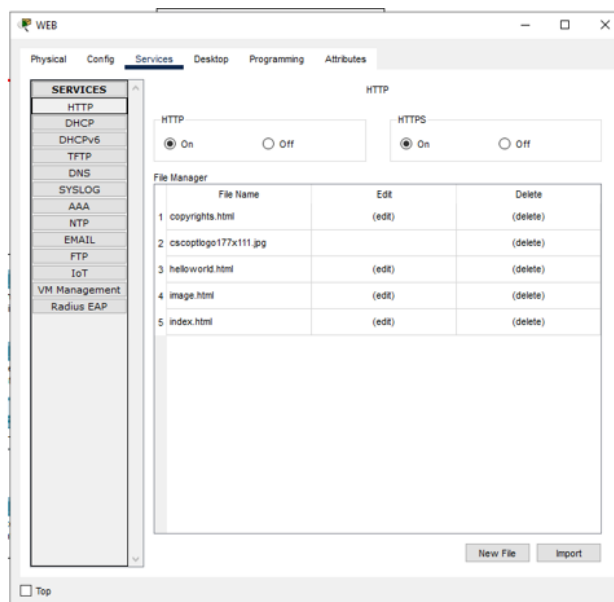 WEB
Physical Config Services Desktop Programming Attributes
SERVICES
HTTP
DHCP
DHCPv6
TFTP
DNS
SYSLOG
AAA
NTP
EMAIL
FTP
IoT
VM Management
Radius EAP
HTTP
HTTP
On Off
HTTPS
On Off
File Manager
File Name Edit Delete
1 copyrights.html (edit) (delete)
2 cscoptlogo177x111.jpg (delete)
3 helloworld.html (edit) (delete)
4 image.html (edit) (delete)
5 index.html (edit) (delete)
New File Import
Top